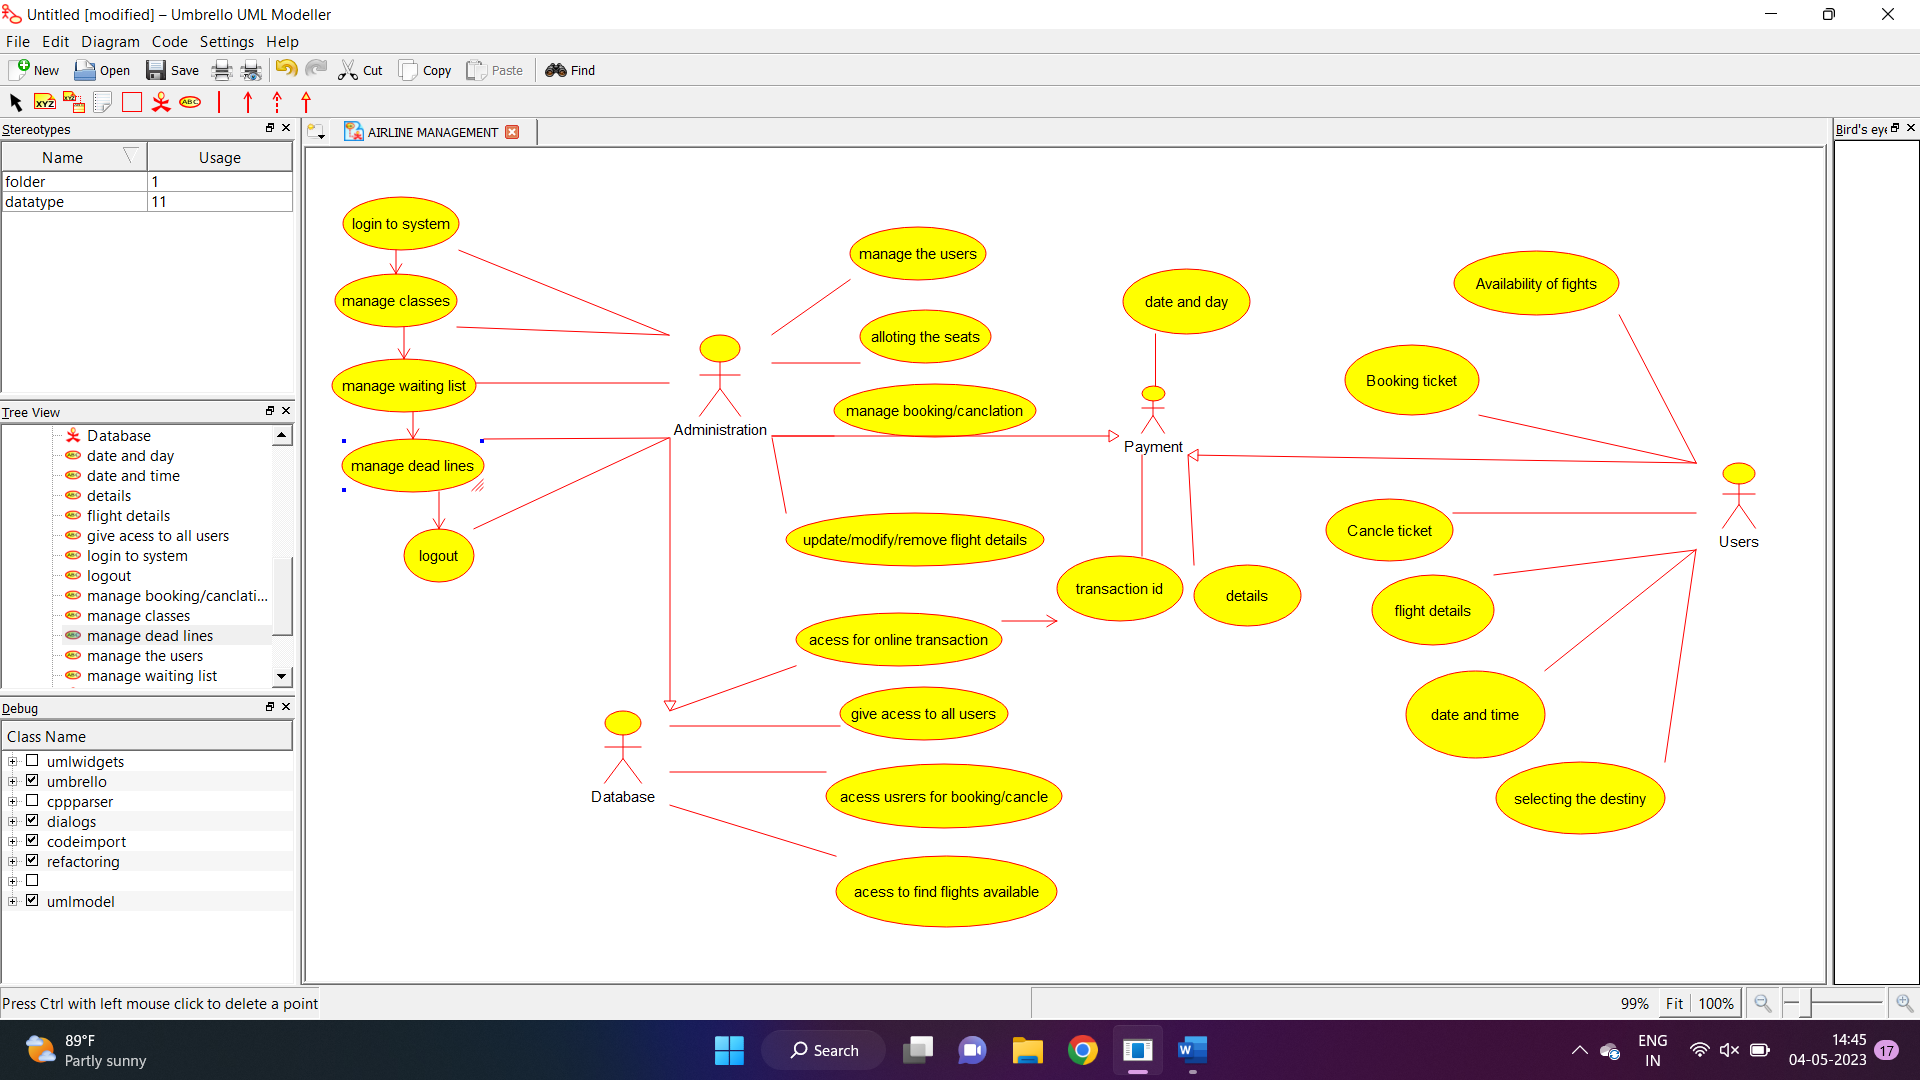 Untitled [modified] – Umbrello UML Modeller
File Edit Diagram Code Settings Help
New Open Save Cut Copy Paste Find
XYZ XYZ ABC
Stereotypes
Name Usage
folder 1
datatype 11
Tree View
Database
date and day
date and time
details
flight details
give acess to all users
login to system
logout
manage booking/canclati...
manage classes
manage dead lines
manage the users
manage waiting list
Debug
Class Name
umlwidgets
umbrello
cppparser
dialogs
codeimport
refactoring
umlmodel
AIRLINE MANAGEMENT
login to system
manage classes
manage waiting list
manage dead lines
logout
Administration
manage the users
alloting the seats
manage booking/canclation
update/modify/remove flight details
date and day
Payment
transaction id
details
Availability of fights
Booking ticket
Users
Cancle ticket
flight details
date and time
selecting the destiny
Database
acess for online transaction
give acess to all users
acess usrers for booking/cancle
acess to find flights available
Bird's eye
Press Ctrl with left mouse click to delete a point
99% Fit 100%
89°F
Partly sunny
Search
ENG
IN
14:45
04-05-2023
17